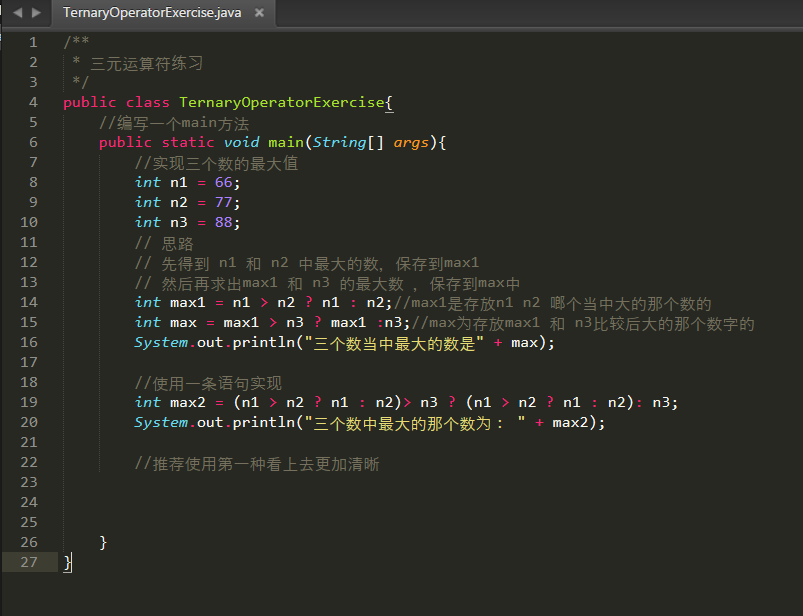 TernaryOperatorExercise.java ×
1 /**
2 * 三元运算符练习
3 */
4 public class TernaryOperatorExercise{
5 //编写一个main方法
6 public static void main(String[] args){
7 //实现三个数的最大值
8 int n1 = 66;
9 int n2 = 77;
10 int n3 = 88;
11 // 思路
12 // 先得到 n1 和 n2 中最大的数，保存到max1
13 // 然后再求出max1 和 n3 的最大数 ，保存到max中
14 int max1 = n1 > n2 ? n1 : n2;//max1是存放n1 n2 啷个当中大的那个数的
15 int max = max1 > n3 ? max1 :n3;//max为存放max1 和 n3比较后大的那个数字的
16 System.out.println("三个数当中最大的数是" + max);
17
18 //使用一条语句实现
19 int max2 = (n1 > n2 ? n1 : n2)> n3 ? (n1 > n2 ? n1 : n2): n3;
20 System.out.println("三个数中最大的那个数为： " + max2);
21
22 //推荐使用第一种看上去更加清晰
23
24
25
26 }
27 }